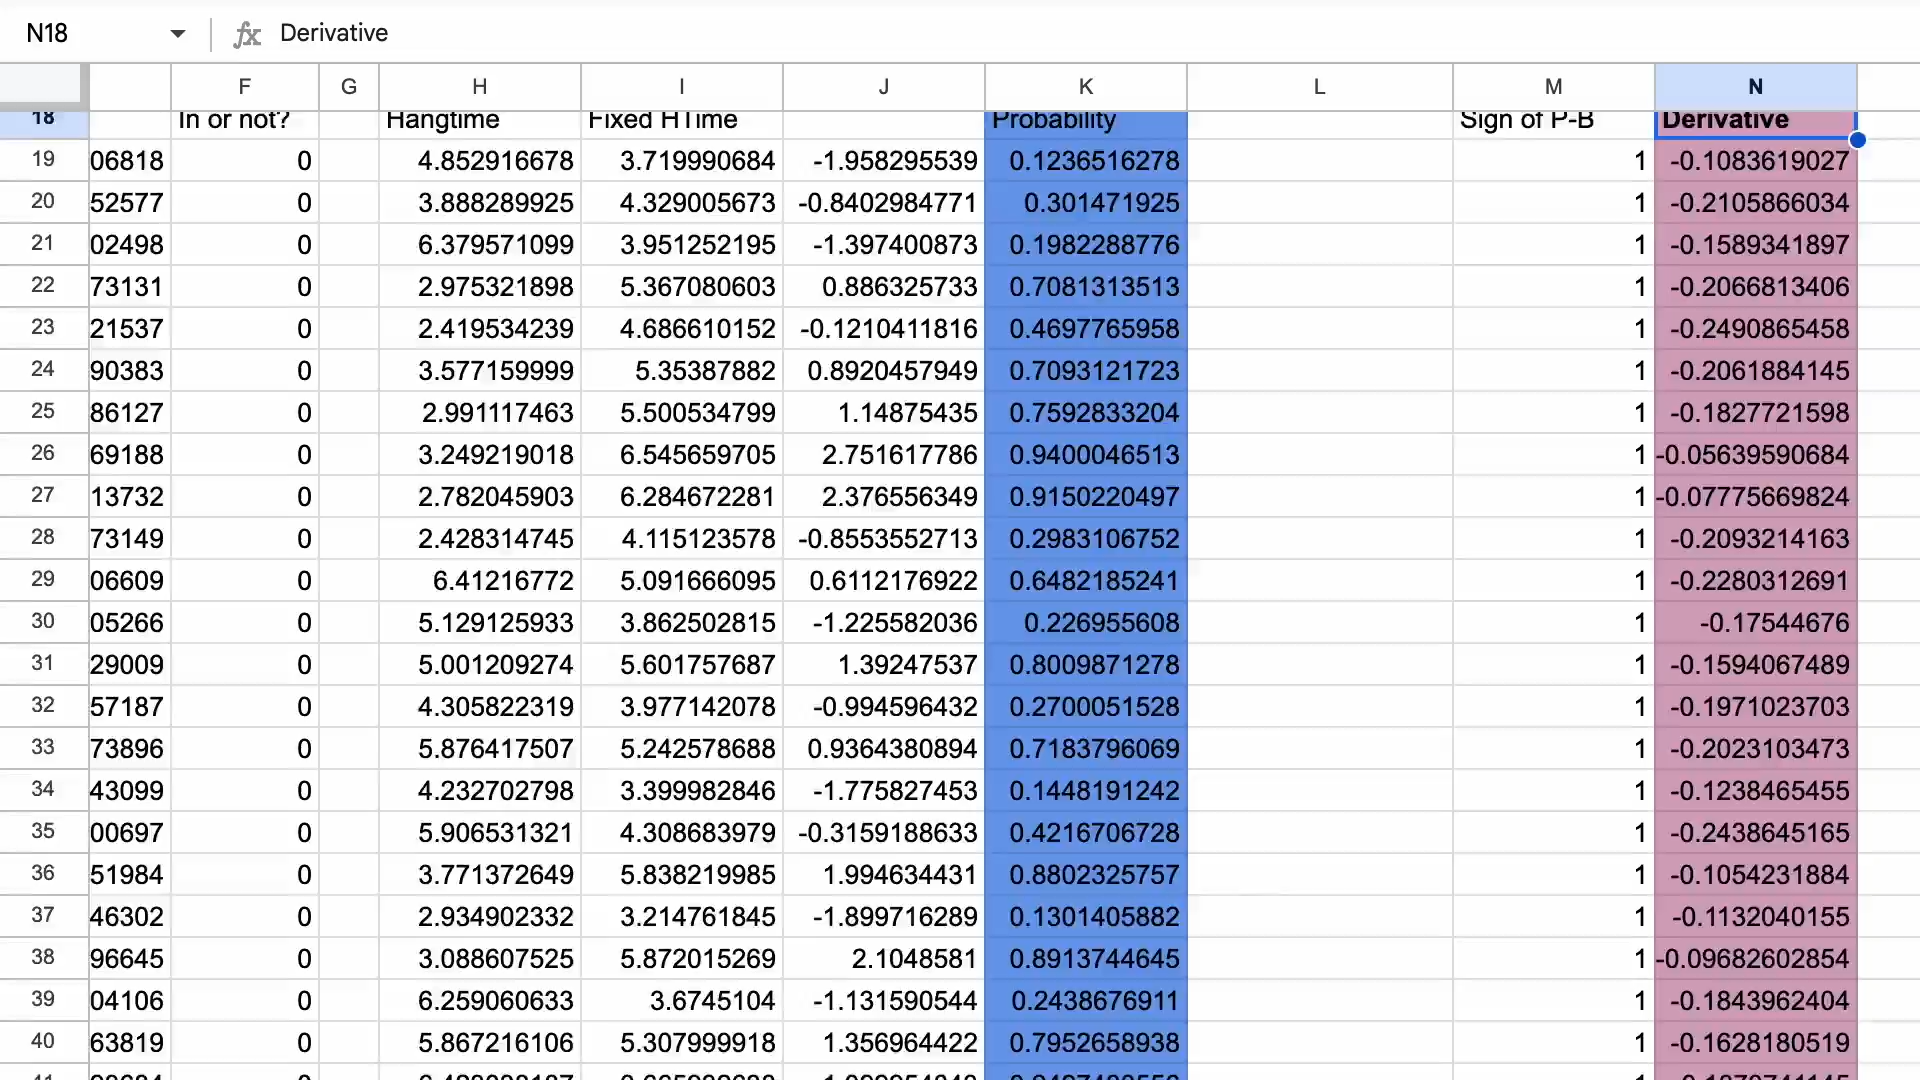 N18 fx Derivative
F G H I J K L M N
18 In or not? Hangtime Fixed HTime Probability Sign of P-B Derivative
19 06818 0 4.852916678 3.719990684 -1.958295539 0.1236516278 1 -0.1083619027
20 52577 0 3.888289925 4.329005673 -0.8402984771 0.301471925 1 -0.2105866034
21 02498 0 6.379571099 3.951252195 -1.397400873 0.1982288776 1 -0.1589341897
22 73131 0 2.975321898 5.367080603 0.886325733 0.7081313513 1 -0.2066813406
23 21537 0 2.419534239 4.686610152 -0.1210411816 0.4697765958 1 -0.2490865458
24 90383 0 3.577159999 5.35387882 0.8920457949 0.7093121723 1 -0.2061884145
25 86127 0 2.991117463 5.500534799 1.14875435 0.7592833204 1 -0.1827721598
26 69188 0 3.249219018 6.545659705 2.751617786 0.9400046513 1 -0.05639590684
27 13732 0 2.782045903 6.284672281 2.376556349 0.9150220497 1 -0.07775669824
28 73149 0 2.428314745 4.115123578 -0.8553552713 0.2983106752 1 -0.2093214163
29 06609 0 6.41216772 5.091666095 0.6112176922 0.6482185241 1 -0.2280312691
30 05266 0 5.129125933 3.862502815 -1.225582036 0.226955608 1 -0.17544676
31 29009 0 5.001209274 5.601757687 1.39247537 0.8009871278 1 -0.1594067489
32 57187 0 4.305822319 3.977142078 -0.994596432 0.2700051528 1 -0.1971023703
33 73896 0 5.876417507 5.242578688 0.9364380894 0.7183796069 1 -0.2023103473
34 43099 0 4.232702798 3.399982846 -1.775827453 0.1448191242 1 -0.1238465455
35 00697 0 5.906531321 4.308683979 -0.3159188633 0.4216706728 1 -0.2438645165
36 51984 0 3.771372649 5.838219985 1.994634431 0.8802325757 1 -0.1054231884
37 46302 0 2.934902332 3.214761845 -1.899716289 0.1301405882 1 -0.1132040155
38 96645 0 3.088607525 5.872015269 2.1048581 0.8913744645 1 -0.09682602854
39 04106 0 6.259060633 3.6745104 -1.131590544 0.2438676911 1 -0.1843962404
40 63819 0 5.867216106 5.307999918 1.356964422 0.7952658938 1 -0.1628180519